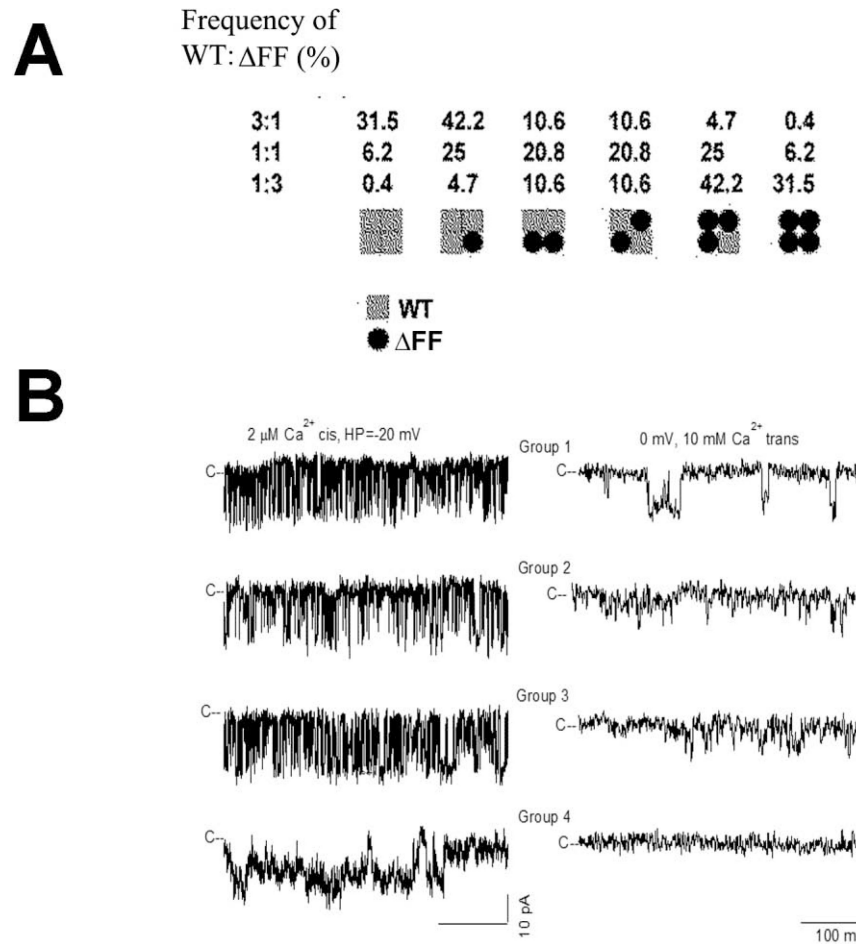 A
Frequency of
WT: ΔFF (%)
3:1 31.5 42.2 10.6 10.6 4.7 0.4
1:1 6.2 25 20.8 20.8 25 6.2
1:3 0.4 4.7 10.6 10.6 42.2 31.5
WT
ΔFF
B
2 μM Ca2+ cis, HP=-20 mV
Group 1
0 mV, 10 mM Ca2+ trans
C--
C--
Group 2
C--
C--
Group 3
C--
C--
Group 4
C--
C--
10 pA
100 m